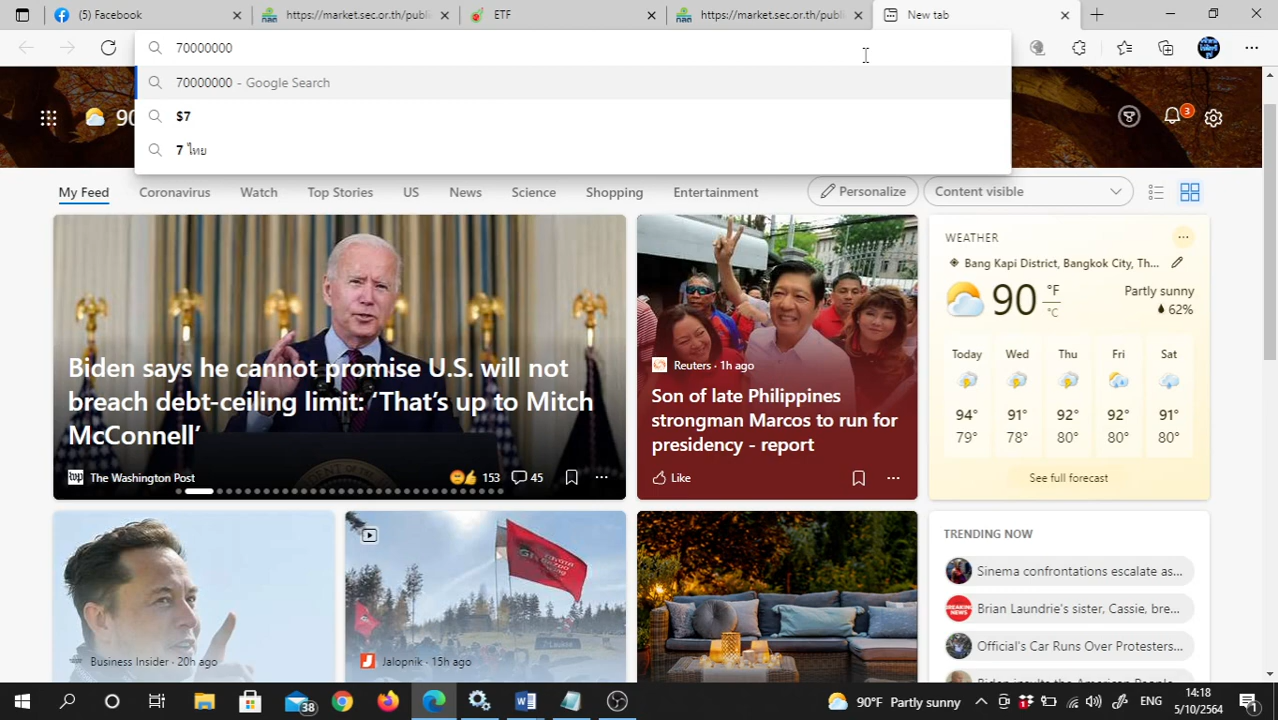 (5) Facebook
https://market.sec.or.th/publi
ETF
https://market.sec.or.th/publi
New tab
70000000
70000000 - Google Search
$7
7 ไทย
90
3
My Feed
Coronavirus
Watch
Top Stories
US
News
Science
Shopping
Entertainment
Personalize
Content visible
Biden says he cannot promise U.S. will not
breach debt-ceiling limit: ‘That’s up to Mitch
McConnell’
The Washington Post
153
45
Reuters · 1h ago
Son of late Philippines
strongman Marcos to run for
presidency - report
Like
WEATHER
Bang Kapi District, Bangkok City, Th...
90
°F
°C
Partly sunny
62%
Today
Wed
Thu
Fri
Sat
94°
91°
92°
92°
91°
79°
78°
80°
80°
80°
See full forecast
Business Insider · 20h ago
Jalopnik · 15h ago
TRENDING NOW
Sinema confrontations escalate as...
Brian Laundrie's sister, Cassie, bre...
Official's Car Runs Over Protesters...
38
90°F Partly sunny
ENG
14:18
5/10/2564
1